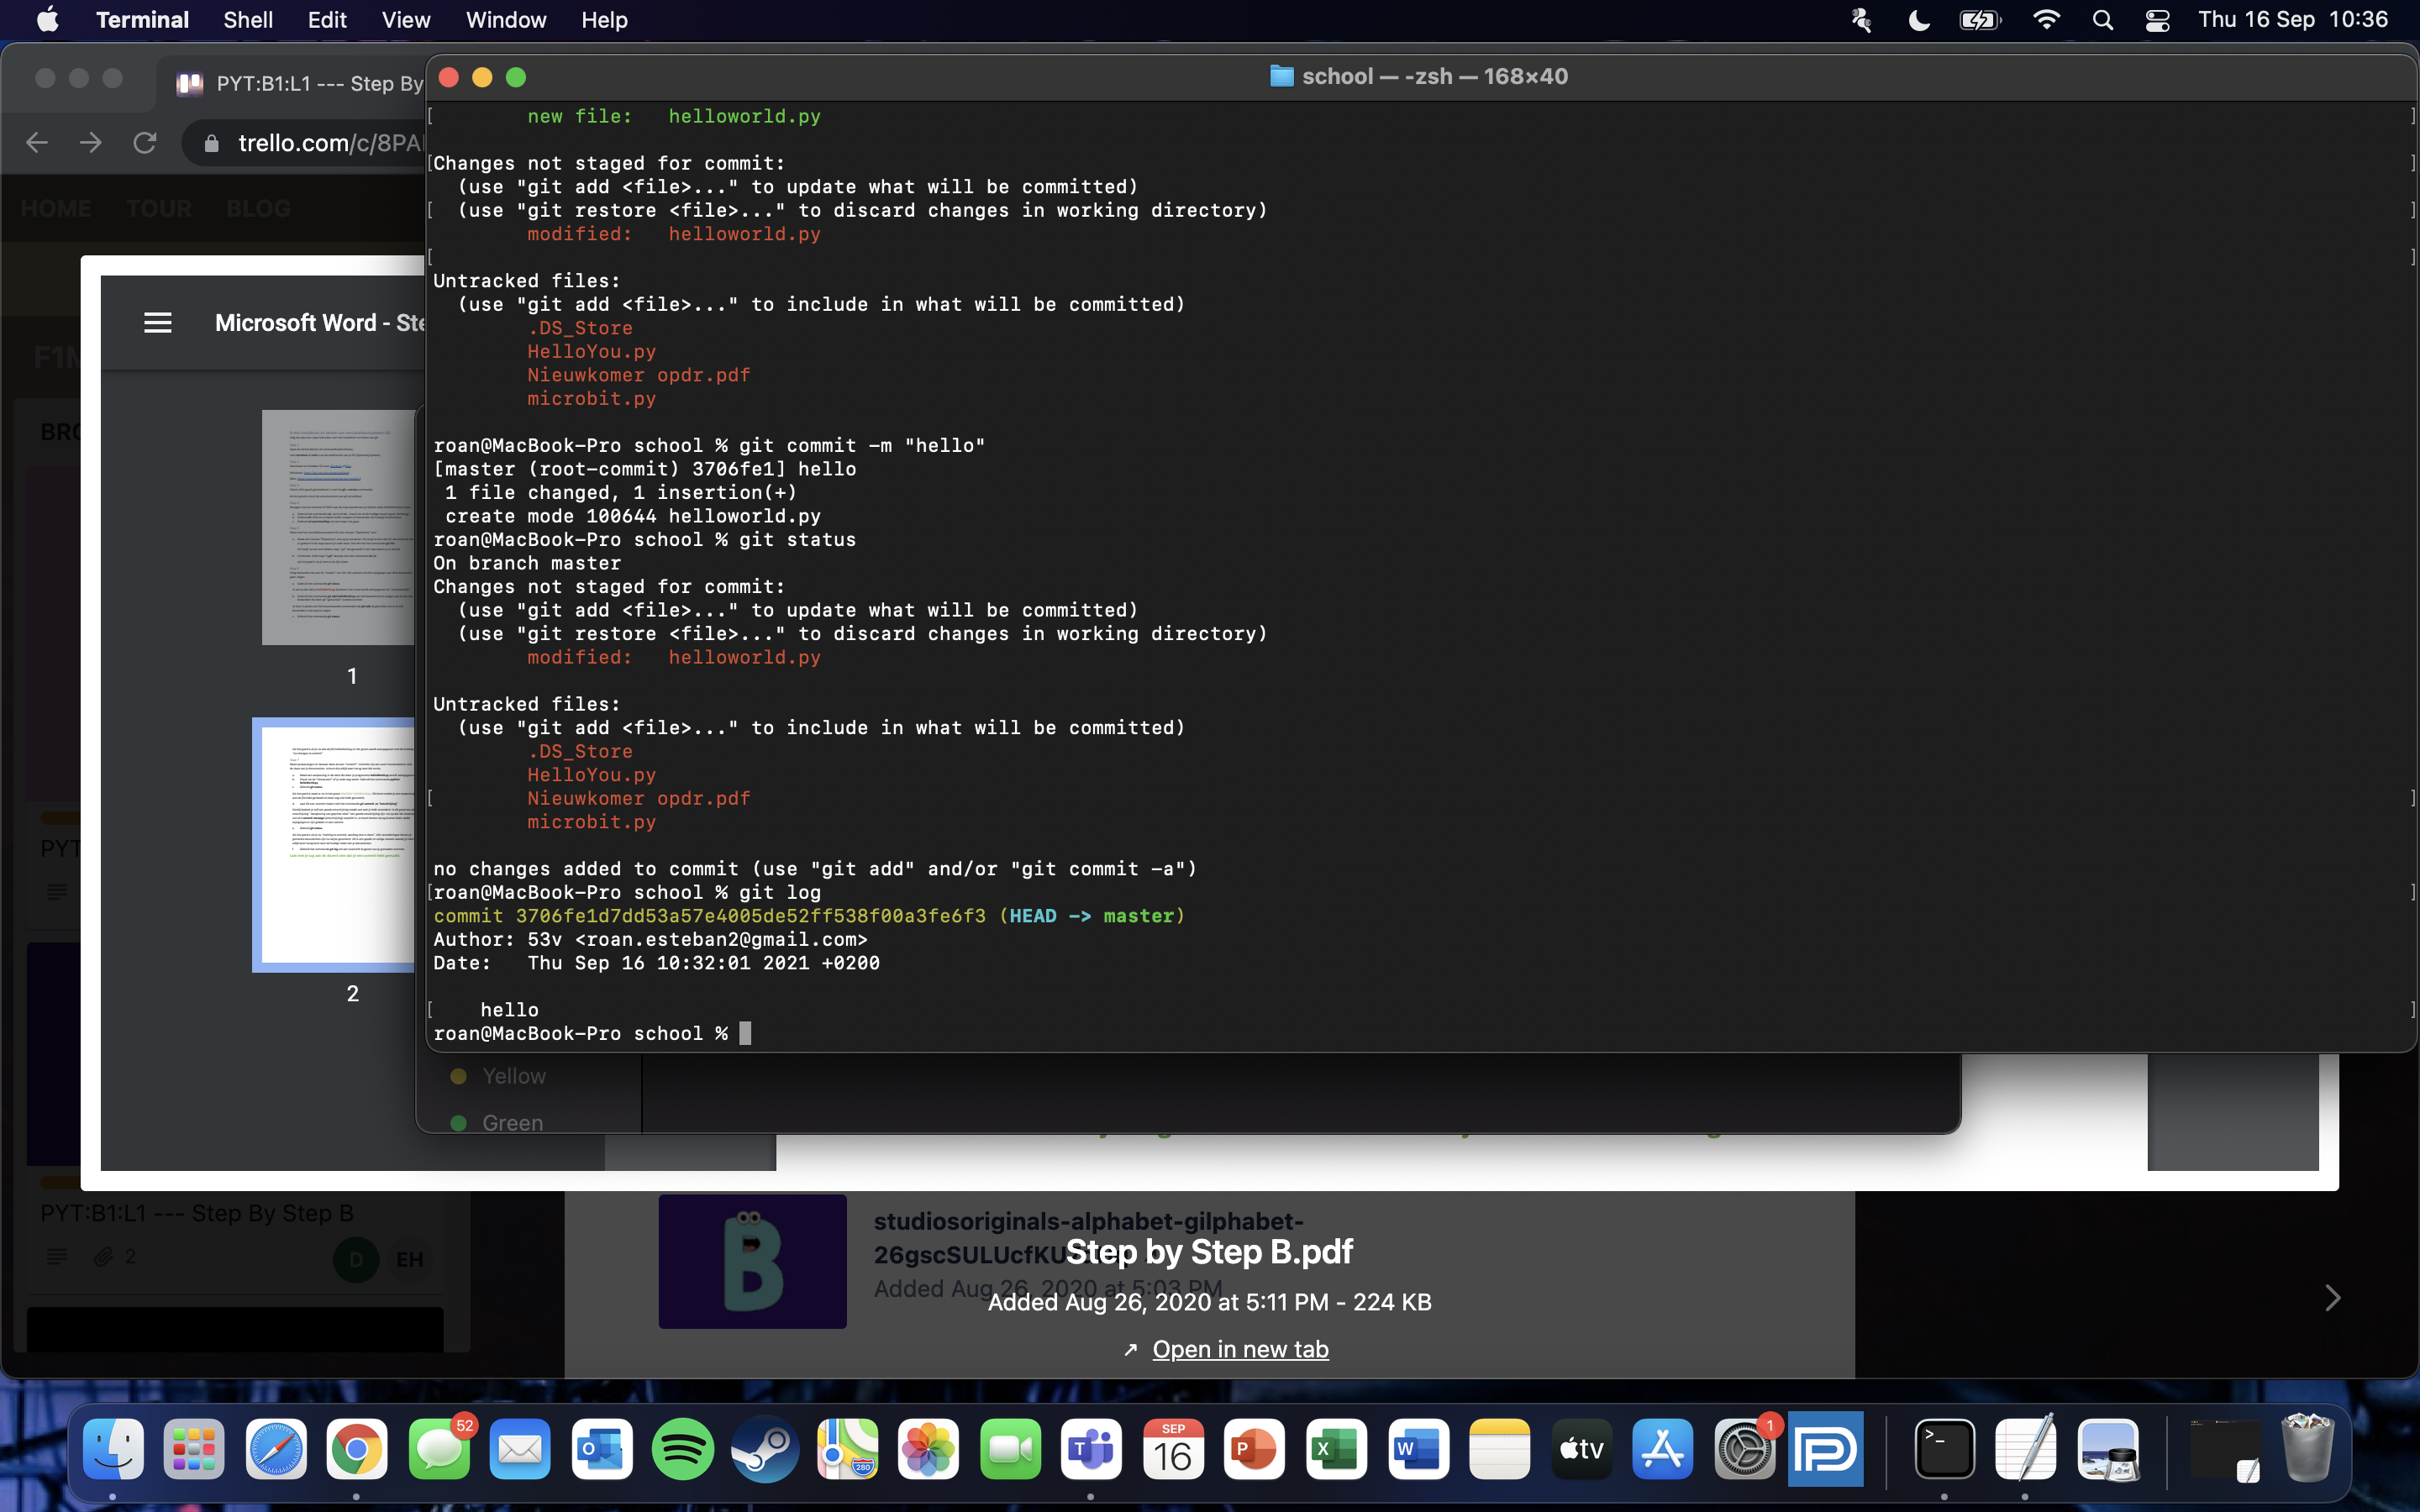 Terminal Shell Edit View Window Help
Thu 16 Sep 10:36
PYT:B1:L1 --- Step By
school — -zsh — 168×40
trello.com/c/8PA
HOME TOUR BLOG
Microsoft Word - Ste
F1M
BRO
1
2
PYT
[ new file: helloworld.py ]
[Changes not staged for commit: ]
(use "git add <file>..." to update what will be committed)
[ (use "git restore <file>..." to discard changes in working directory) ]
modified: helloworld.py
[ ]
Untracked files:
(use "git add <file>..." to include in what will be committed)
.DS_Store
HelloYou.py
Nieuwkomer opdr.pdf
microbit.py
roan@MacBook-Pro school % git commit -m "hello"
[master (root-commit) 3706fe1] hello
1 file changed, 1 insertion(+)
create mode 100644 helloworld.py
roan@MacBook-Pro school % git status
On branch master
Changes not staged for commit:
(use "git add <file>..." to update what will be committed)
(use "git restore <file>..." to discard changes in working directory)
modified: helloworld.py
Untracked files:
(use "git add <file>..." to include in what will be committed)
.DS_Store
HelloYou.py
[ Nieuwkomer opdr.pdf ]
microbit.py
no changes added to commit (use "git add" and/or "git commit -a")
[roan@MacBook-Pro school % git log ]
commit 3706fe1d7dd53a57e4005de52ff538f00a3fe6f3 (HEAD -> master)
Author: 53v <roan.esteban2@gmail.com>
Date: Thu Sep 16 10:32:01 2021 +0200
[ hello ]
roan@MacBook-Pro school %
Yellow
Green
PYT:B1:L1 --- Step By Step B
2
D EH
studiosoriginals-alphabet-gilphabet-
26gscSULUcfKU
Added Aug 26, 2020 at 5:03 PM
Step by Step B.pdf
Added Aug 26, 2020 at 5:11 PM - 224 KB
↗ Open in new tab
52
280
SEP
16
tv
1